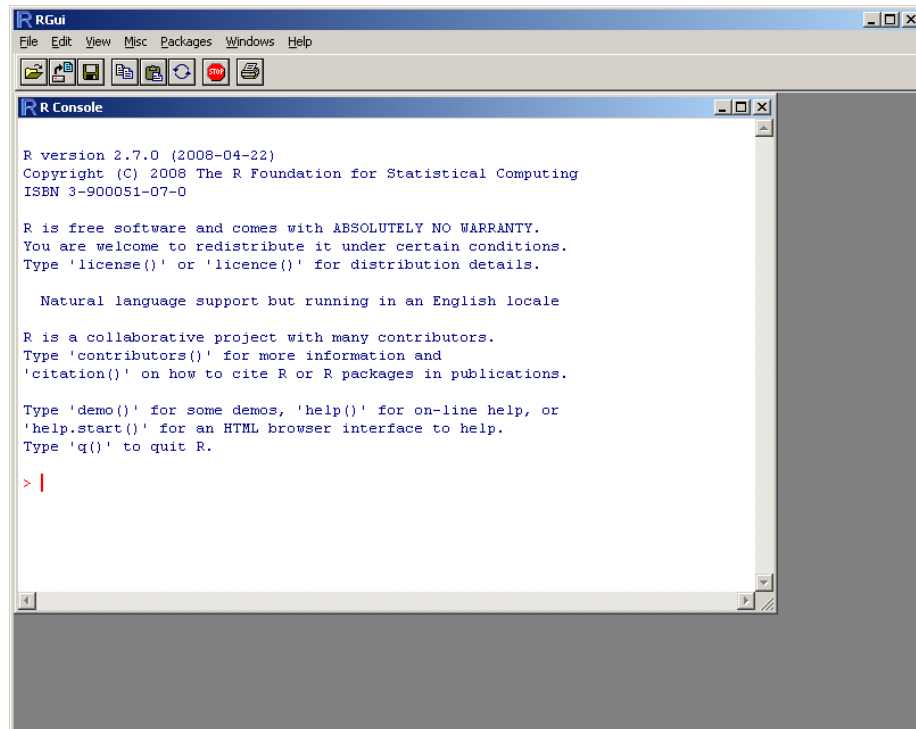 RGui
File Edit View Misc Packages Windows Help
STOP
R Console
R version 2.7.0 (2008-04-22)
Copyright (C) 2008 The R Foundation for Statistical Computing
ISBN 3-900051-07-0
R is free software and comes with ABSOLUTELY NO WARRANTY.
You are welcome to redistribute it under certain conditions.
Type 'license()' or 'licence()' for distribution details.
Natural language support but running in an English locale
R is a collaborative project with many contributors.
Type 'contributors()' for more information and
'citation()' on how to cite R or R packages in publications.
Type 'demo()' for some demos, 'help()' for on-line help, or
'help.start()' for an HTML browser interface to help.
Type 'q()' to quit R.
>